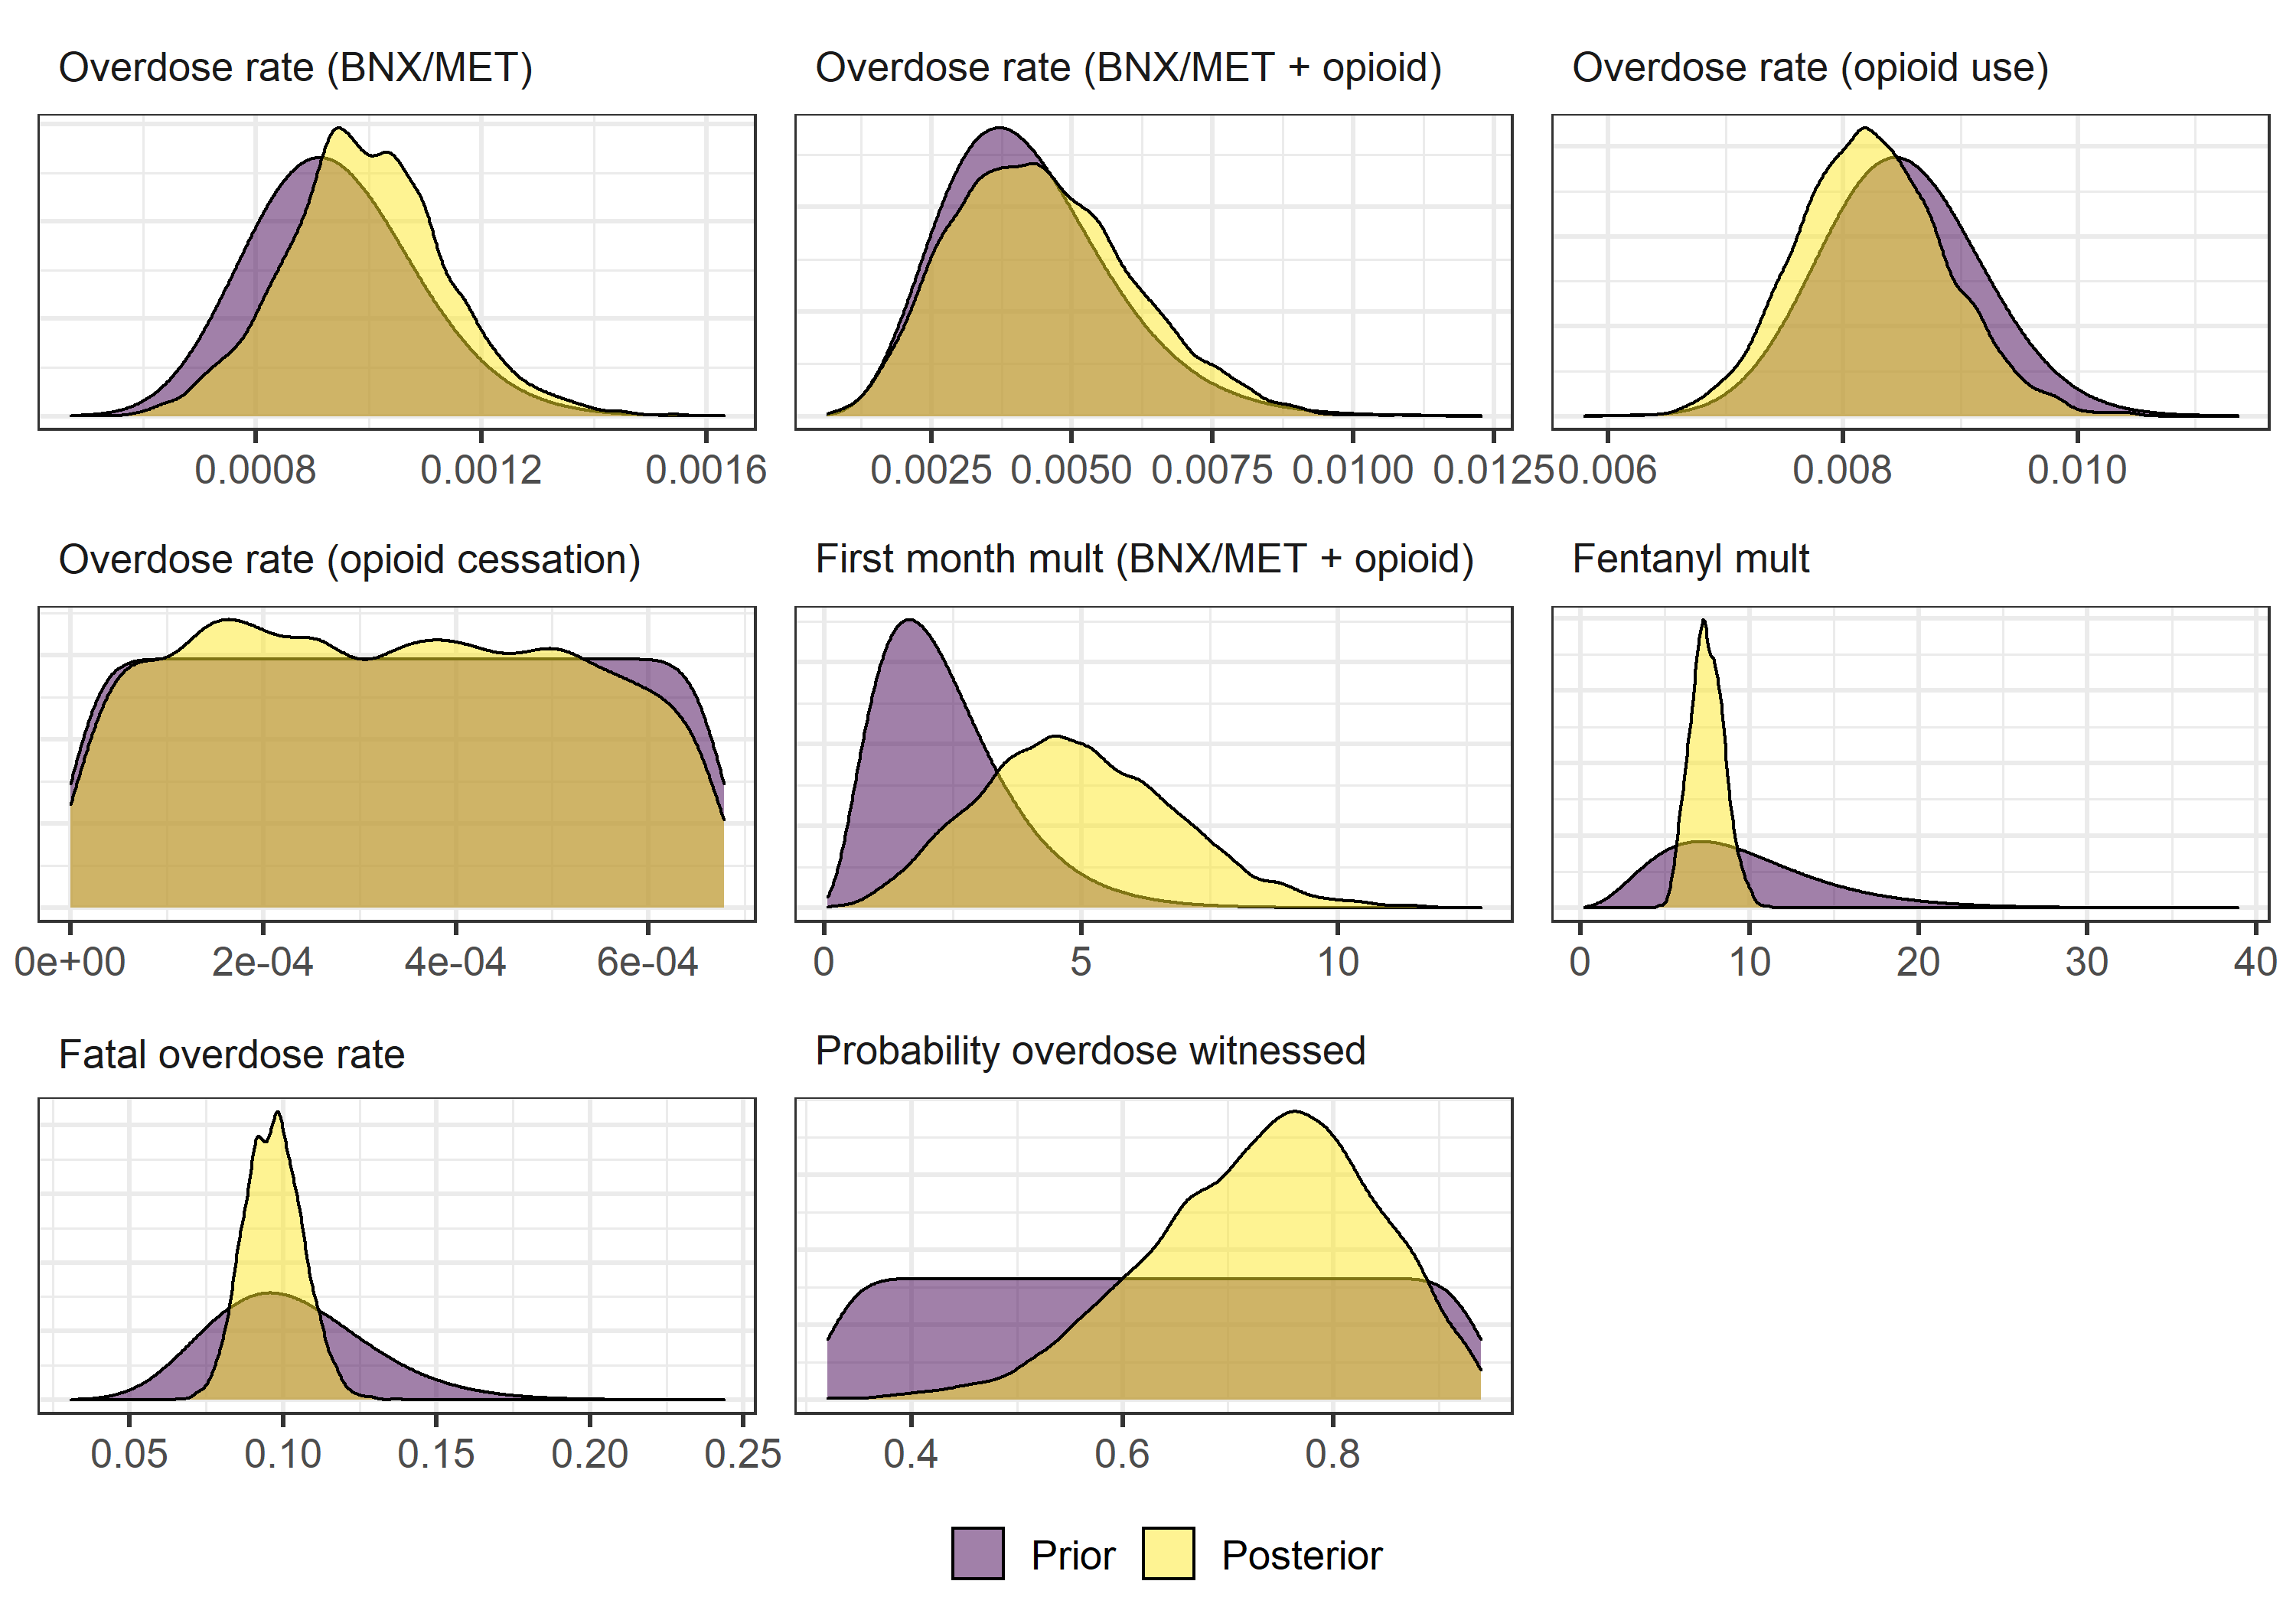 Overdose rate (BNX/MET) Overdose rate (BNX/MET + opioid) Overdose rate (opioid use)
0.0008 0.0012 0.0016 0.0025 0.0050 0.0075 0.0100 0.0125 0.006 0.008 0.010
Overdose rate (opioid cessation) First month mult (BNX/MET + opioid) Fentanyl mult
0e+00 2e-04 4e-04 6e-04 0 5 10 0 10 20 30 40
Fatal overdose rate Probability overdose witnessed
0.05 0.10 0.15 0.20 0.25 0.4 0.6 0.8
Prior Posterior